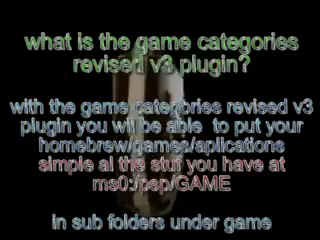 what is the game categories
revised v3 plugin?
with the game categories revised v3
plugin you wil be able to put your
homebrew/games/aplications
simple al the stuf you have at
ms0:/psp/GAME
in sub folders under game